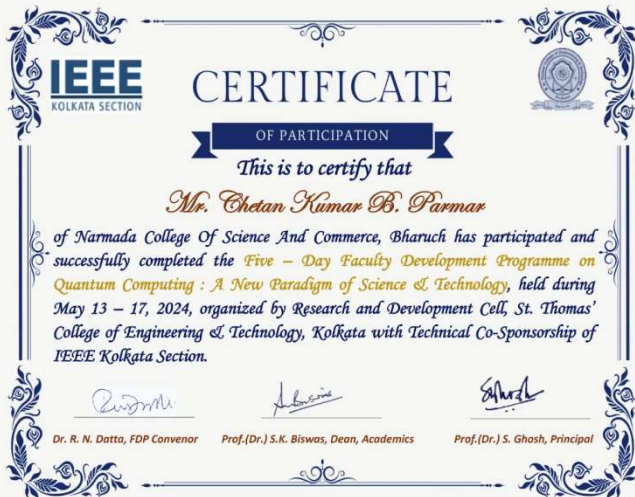 IEEE
KOLKATA SECTION
CERTIFICATE
OF PARTICIPATION
This is to certify that
Mr. Chetan Kumar B. Parmar
of Narmada College Of Science And Commerce, Bharuch has participated and
successfully completed the Five – Day Faculty Development Programme on
Quantum Computing : A New Paradigm of Science & Technology, held during
May 13 – 17, 2024, organized by Research and Development Cell, St. Thomas'
College of Engineering & Technology, Kolkata with Technical Co-Sponsorship of
IEEE Kolkata Section.
Dr. R. N. Datta, FDP Convenor
Prof.(Dr.) S.K. Biswas, Dean, Academics
Prof.(Dr.) S. Ghosh, Principal